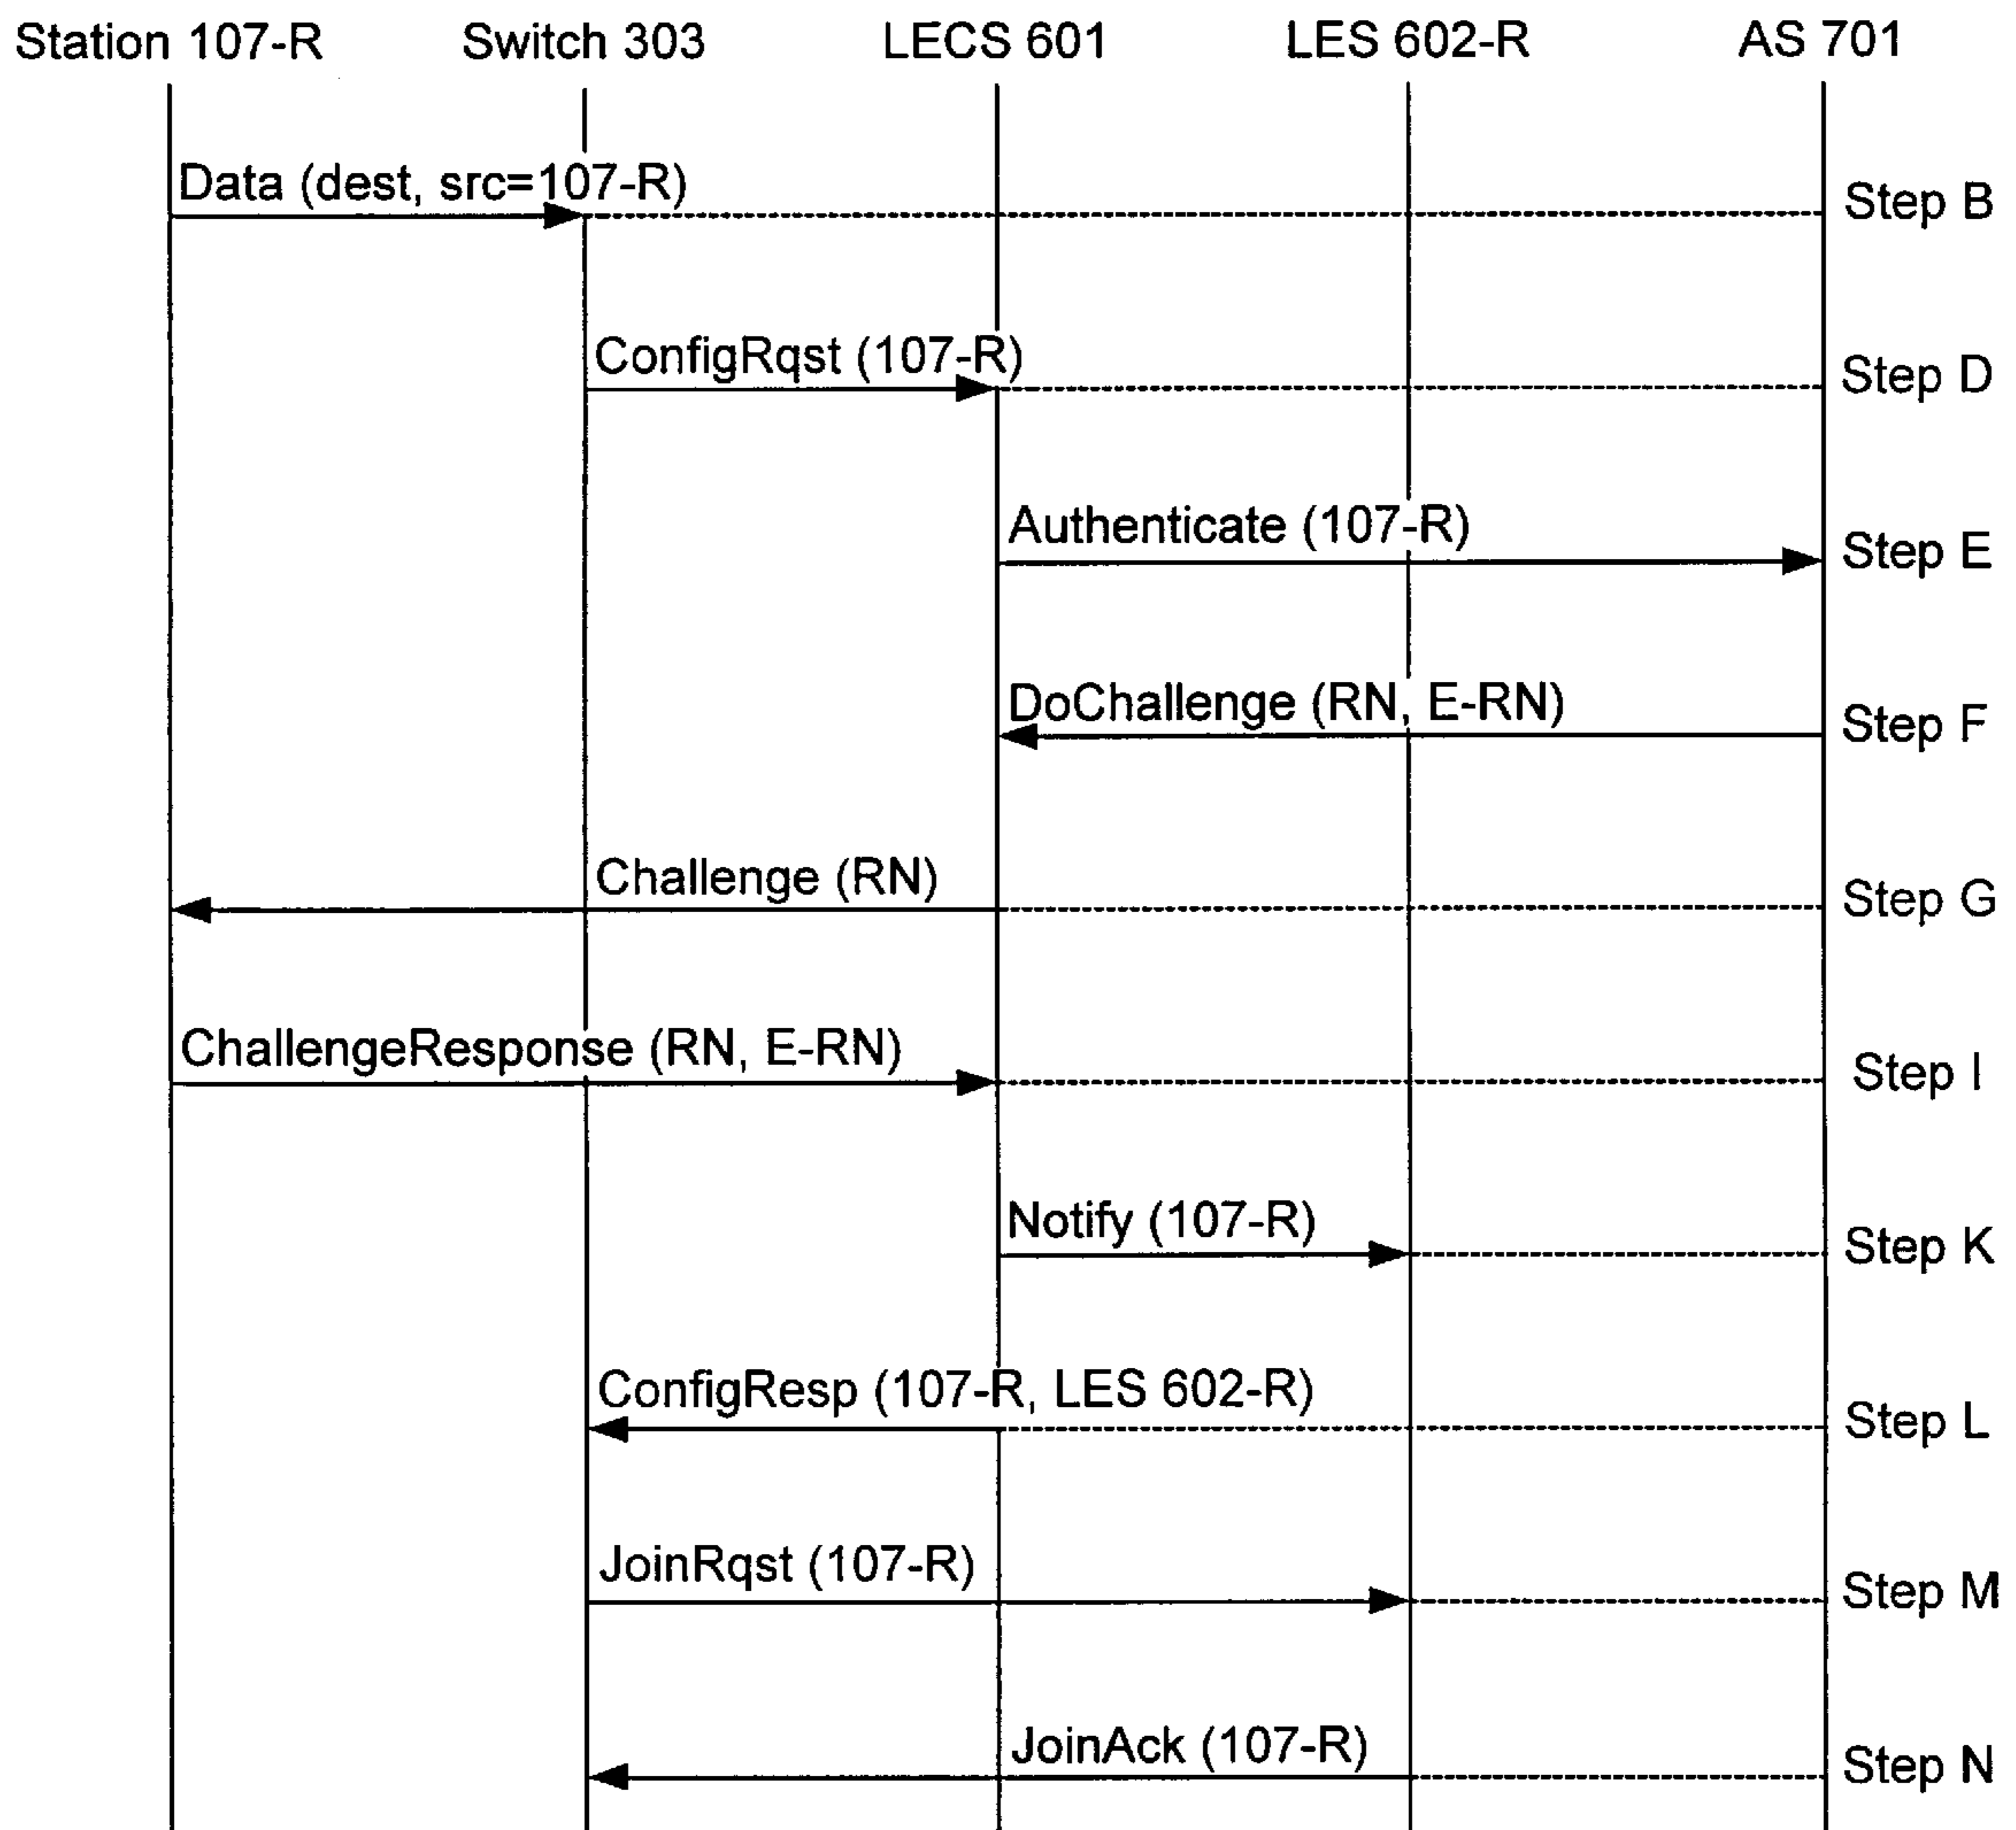 Station 107-R Switch 303 LECS 601 LES 602-R AS 701
Data (dest, src=107-R) Step B
ConfigRqst (107-R) Step D
Authenticate (107-R) Step E
DoChallenge (RN, E-RN) Step F
Challenge (RN) Step G
ChallengeResponse (RN, E-RN) Step I
Notify (107-R) Step K
ConfigResp (107-R, LES 602-R) Step L
JoinRqst (107-R) Step M
JoinAck (107-R) Step N